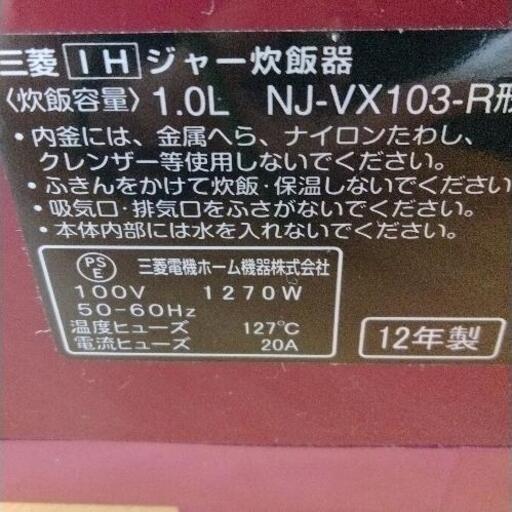 三菱 IH ジャー炊飯器
〈炊飯容量〉 1.0L NJ-VX103-R形
・内釜には、金属へら、ナイロンたわし、
クレンザー等使用しないでください。
・ふきんをかけて炊飯・保温しないでください
・吸気口・排気口をふさがないでください。
・本体内部には水を入れないでください。
PSE 三菱電機ホーム機器株式会社
100V 1270W
50-60Hz
温度ヒューズ 127℃
電流ヒューズ 20A
12年製